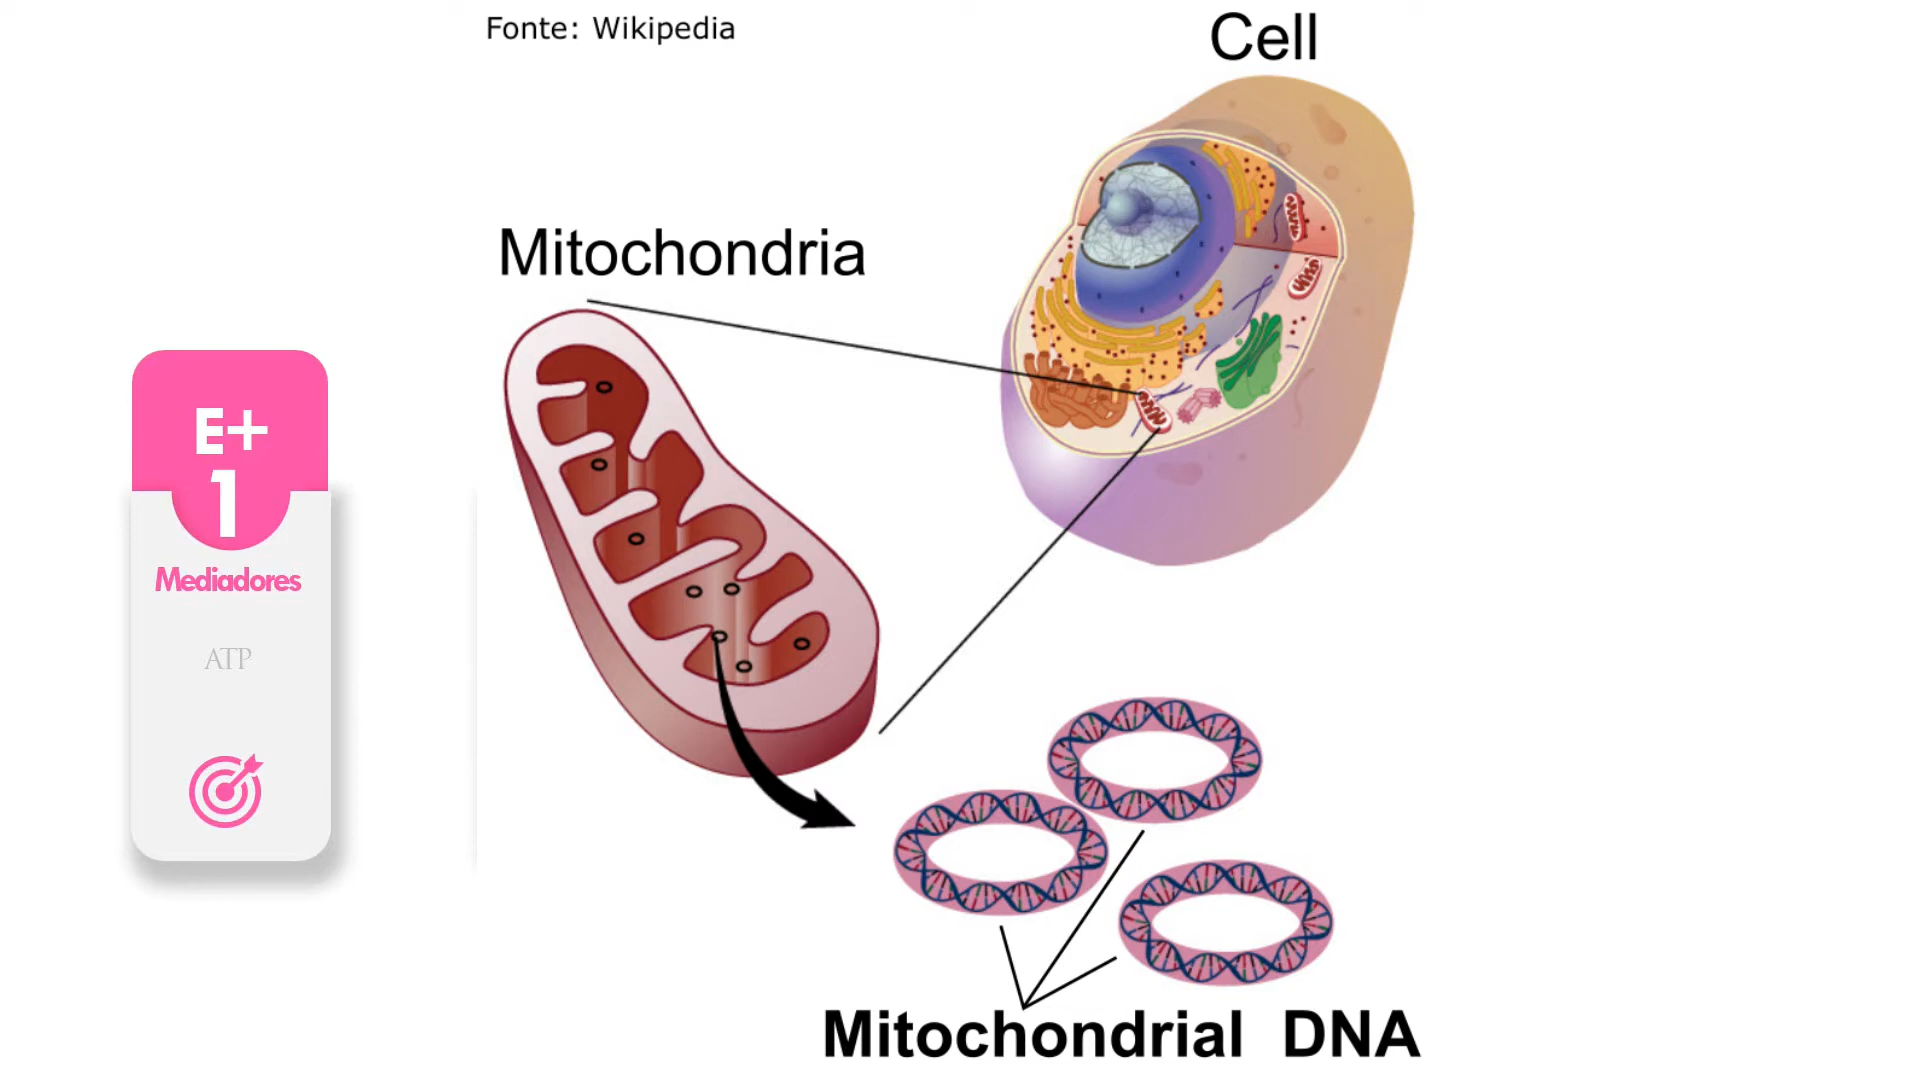 Fonte: Wikipedia
Cell
Mitochondria
E+
1
Mediadores
ATP
Mitochondrial DNA